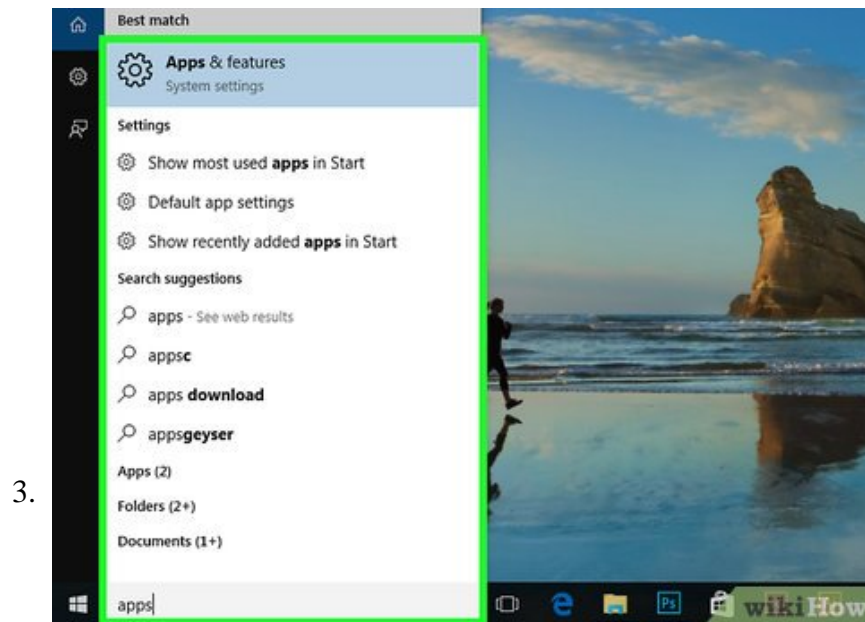 Best match
Apps & features
System settings
Settings
Show most used apps in Start
Default app settings
Show recently added apps in Start
Search suggestions
apps - See web results
appsc
apps download
appsgeyser
Apps (2)
3.
Folders (2+)
Documents (1+)
apps
Ps
wikiHow